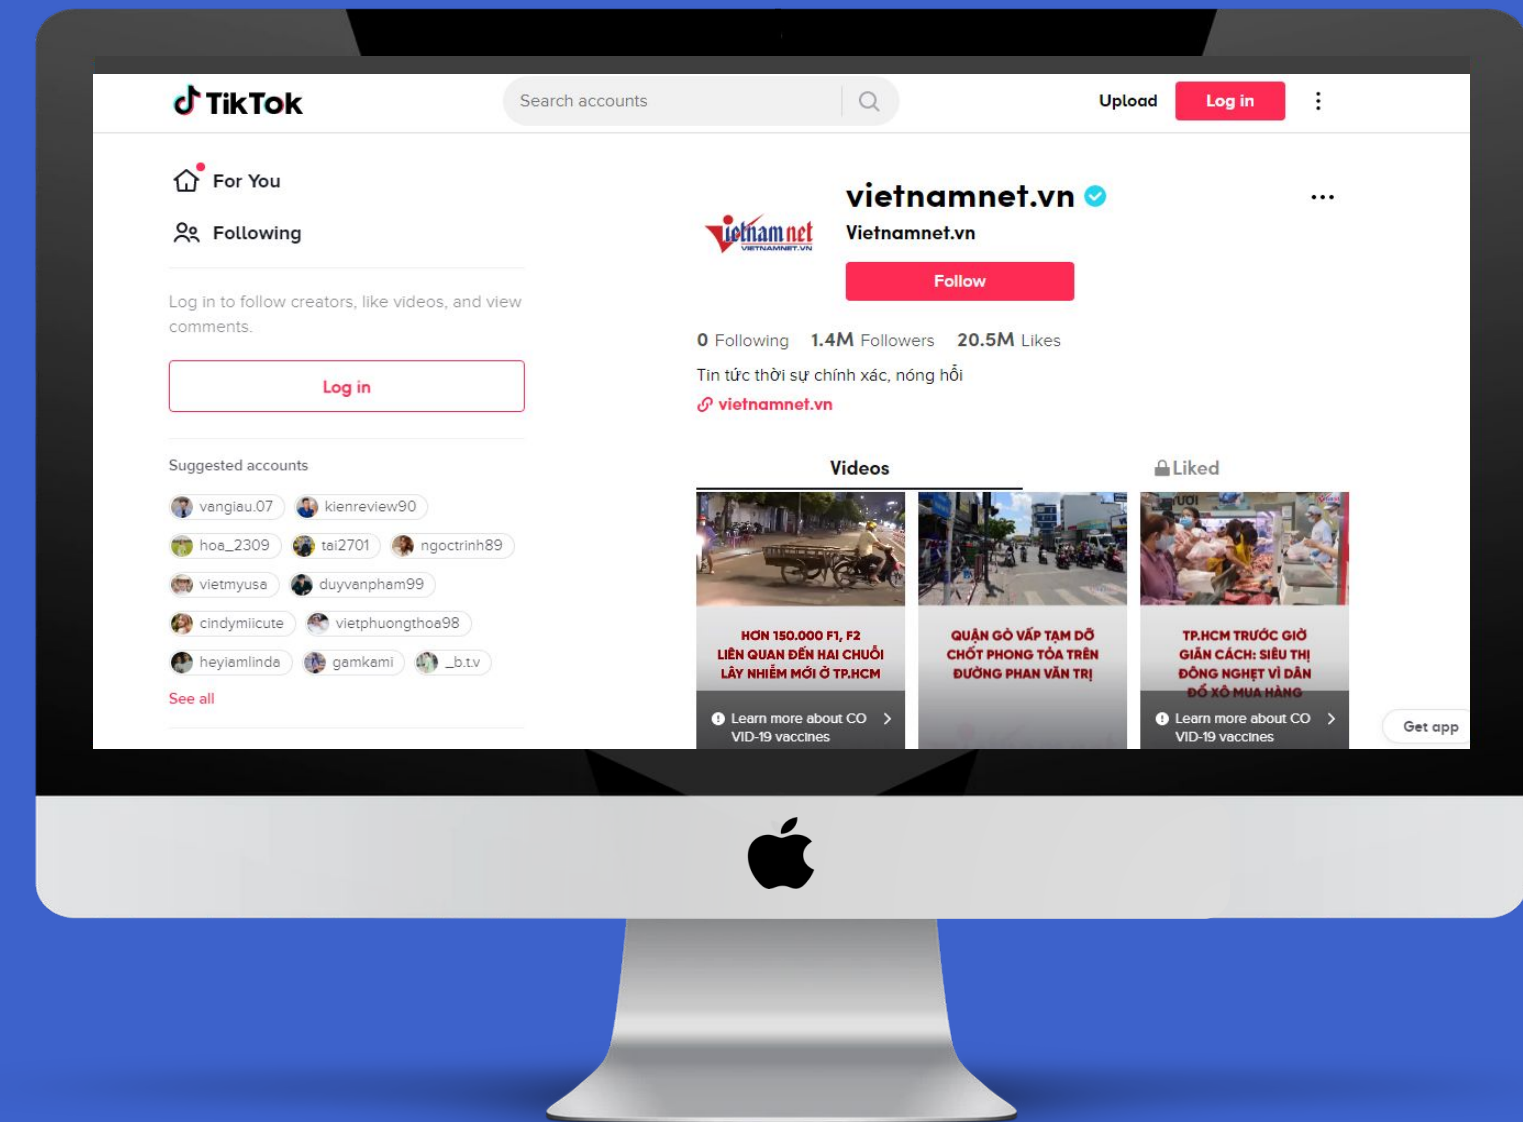 TikTok
Search accounts
Upload
Log in
For You
Following
Log in to follow creators, like videos, and view
comments.
Log in
Suggested accounts
vangiau.07
kienreview90
hoa_2309
tai2701
ngoctrinh89
vietmyusa
duyvanpham99
cindymiicute
vietphuongthoa98
heyiamlinda
gamkami
_b.t.v
See all
Vietnamnet
VIETNAMNET.VN
vietnamnet.vn
Vietnamnet.vn
Follow
0 Following 1.4M Followers 20.5M Likes
Tin tức thời sự chính xác, nóng hổi
vietnamnet.vn
Videos
Liked
HƠN 150.000 F1, F2
LIÊN QUAN ĐẾN HAI CHUỖI
LÂY NHIỄM MỚI Ở TP.HCM
Learn more about CO
VID-19 vaccines
QUẬN GÒ VẤP TẠM DỠ
CHỐT PHONG TỎA TRÊN
ĐƯỜNG PHAN VĂN TRỊ
TP.HCM TRƯỚC GIỜ
GIÃN CÁCH: SIÊU THỊ
ĐÔNG NGHẸT VÌ DÂN
ĐỔ XÔ MUA HÀNG
Learn more about CO
VID-19 vaccines
Get app